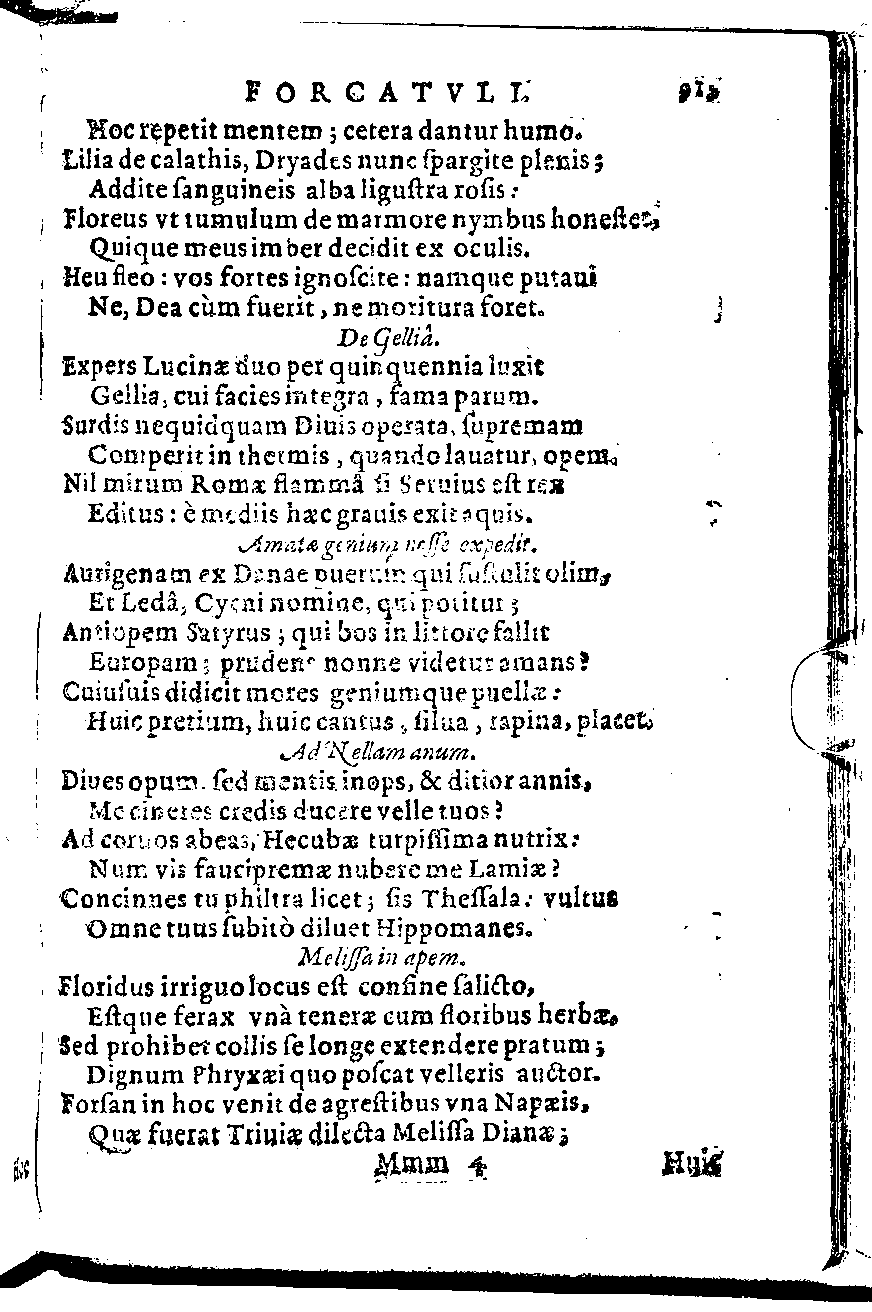 FORCATVLI. 913
Hoc repetit mentem; cetera dantur humo.
Lilia de calathis, Dryades nunc ſpargite plenis;
Addite ſanguineis alba liguſtra roſis:
Floreus vt tumulum de marmore nymbus honeſtet,
Quique meus imber decidit ex oculis.
Heu fleo: vos fortes ignoſcite: namque putaui
Ne, Dea cùm fuerit, ne moritura foret.
De Gelliâ.
Expers Lucinæ duo per quinquennia luxit
Gellia, cui facies integra, fama parum.
Surdis nequidquam Diuis operata, ſupremam
Comperit in thermis, quando lauatur, opem.
Nil mirum Romæ flammâ ſi Seruius eſt rex
Editus: è mediis hæc grauis exit aquis.
Amatæ genium noſſe expedit.
Aurigenam ex Danae puerum qui ſuſtulit olim,
Et Ledâ, Cycni nomine, qui potitur;
Antiopem Satyrus; qui bos in littore fallit
Europam; prudens nonne videtur amans?
Cuiuſuis didicit mores geniumque puellæ:
Huic pretium, huic cantus, ſilua, rapina, placet.
Ad Nellam anum.
Diues opum. ſed mentis inops, & ditior annis,
Me cineres credis ducere velle tuos?
Ad coruos abeas, Hecubæ turpiſſima nutrix:
Num vis faucipremæ nubere me Lamiæ?
Concinnes tu philtra licet; ſis Theſſala: vultus
Omne tuus ſubitò diluet Hippomanes.
Meliſſa in apem.
Floridus irriguo locus eſt confine ſalicto,
Eſtque ferax vnà teneræ cum floribus herbæ.
Sed prohibet collis ſe longe extendere pratum;
Dignum Phryxæi quo poſcat velleris auctor.
Forſan in hoc venit de agreſtibus vna Napæis,
Quæ fuerat Triuiæ dilecta Meliſſa Dianæ;
Mmm 4 Huic